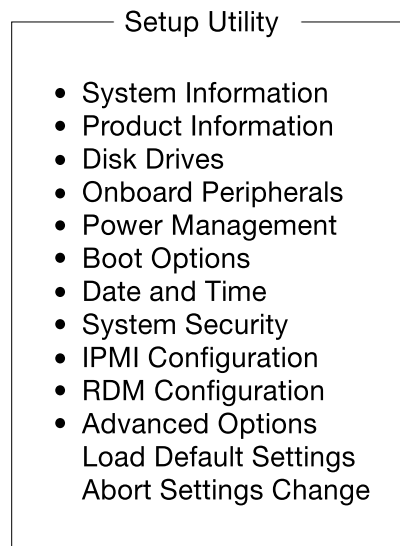 Setup Utility
• System Information
• Product Information
• Disk Drives
• Onboard Peripherals
• Power Management
• Boot Options
• Date and Time
• System Security
• IPMI Configuration
• RDM Configuration
• Advanced Options
Load Default Settings
Abort Settings Change